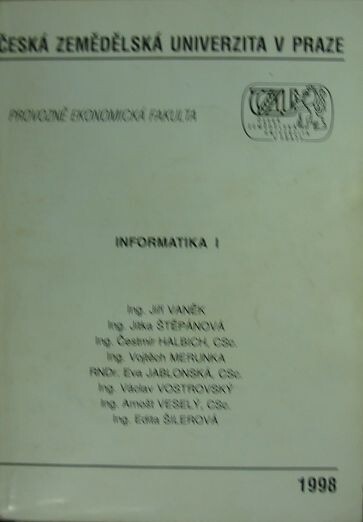 ČESKÁ ZEMĚDĚLSKÁ UNIVERZITA V PRAZE
PROVOZNĚ EKONOMICKÁ FAKULTA
INFORMATIKA I
Ing. Jiří VANĚK
Ing. Jitka ŠTĚPÁNOVÁ
Ing. Čestmír HALBICH, CSc.
Ing. Vojtěch MERUNKA
RNDr. Eva JABLONSKÁ, CSc.
Ing. Václav VOSTROVSKÝ
Ing. Arnošt VESELÝ, CSc.
Ing. Edita ŠILEROVÁ
1998